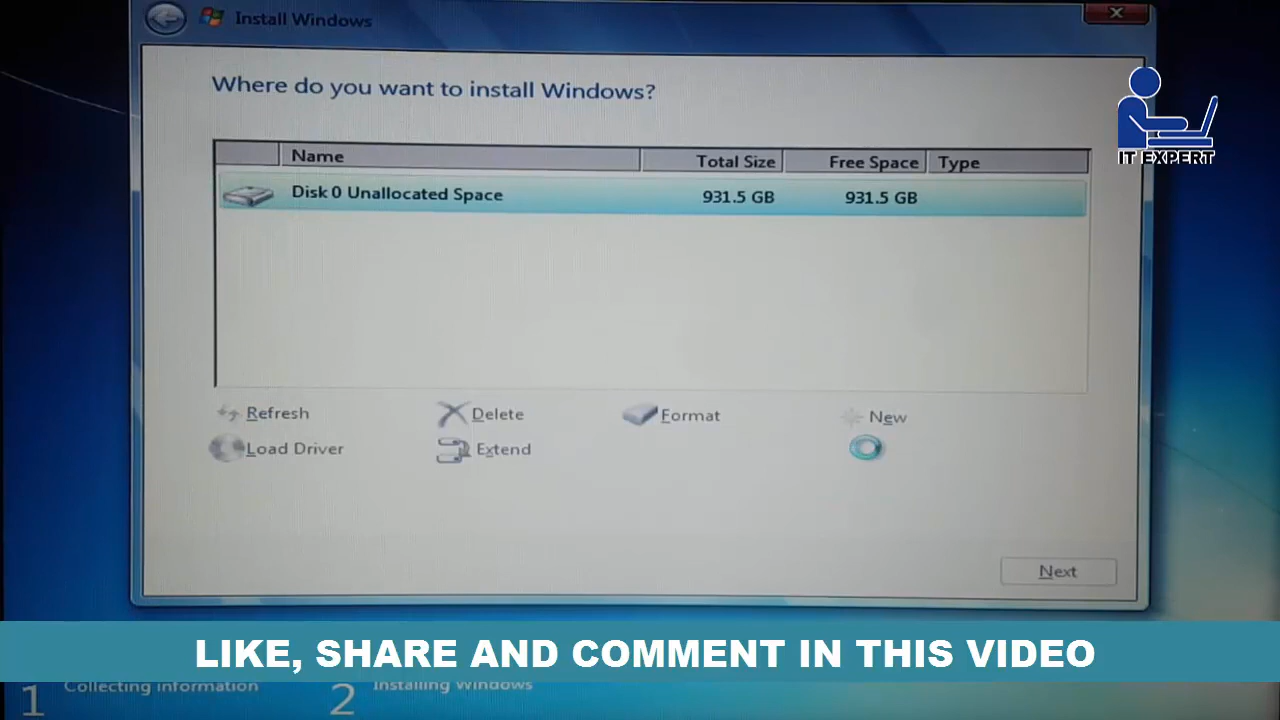 Install Windows
Where do you want to install Windows?
Name Total Size Free Space Type
Disk 0 Unallocated Space 931.5 GB 931.5 GB
Refresh Delete Format New
Load Driver Extend
Next
IT EXPERT
LIKE, SHARE AND COMMENT IN THIS VIDEO
1 Collecting information 2 Installing Windows